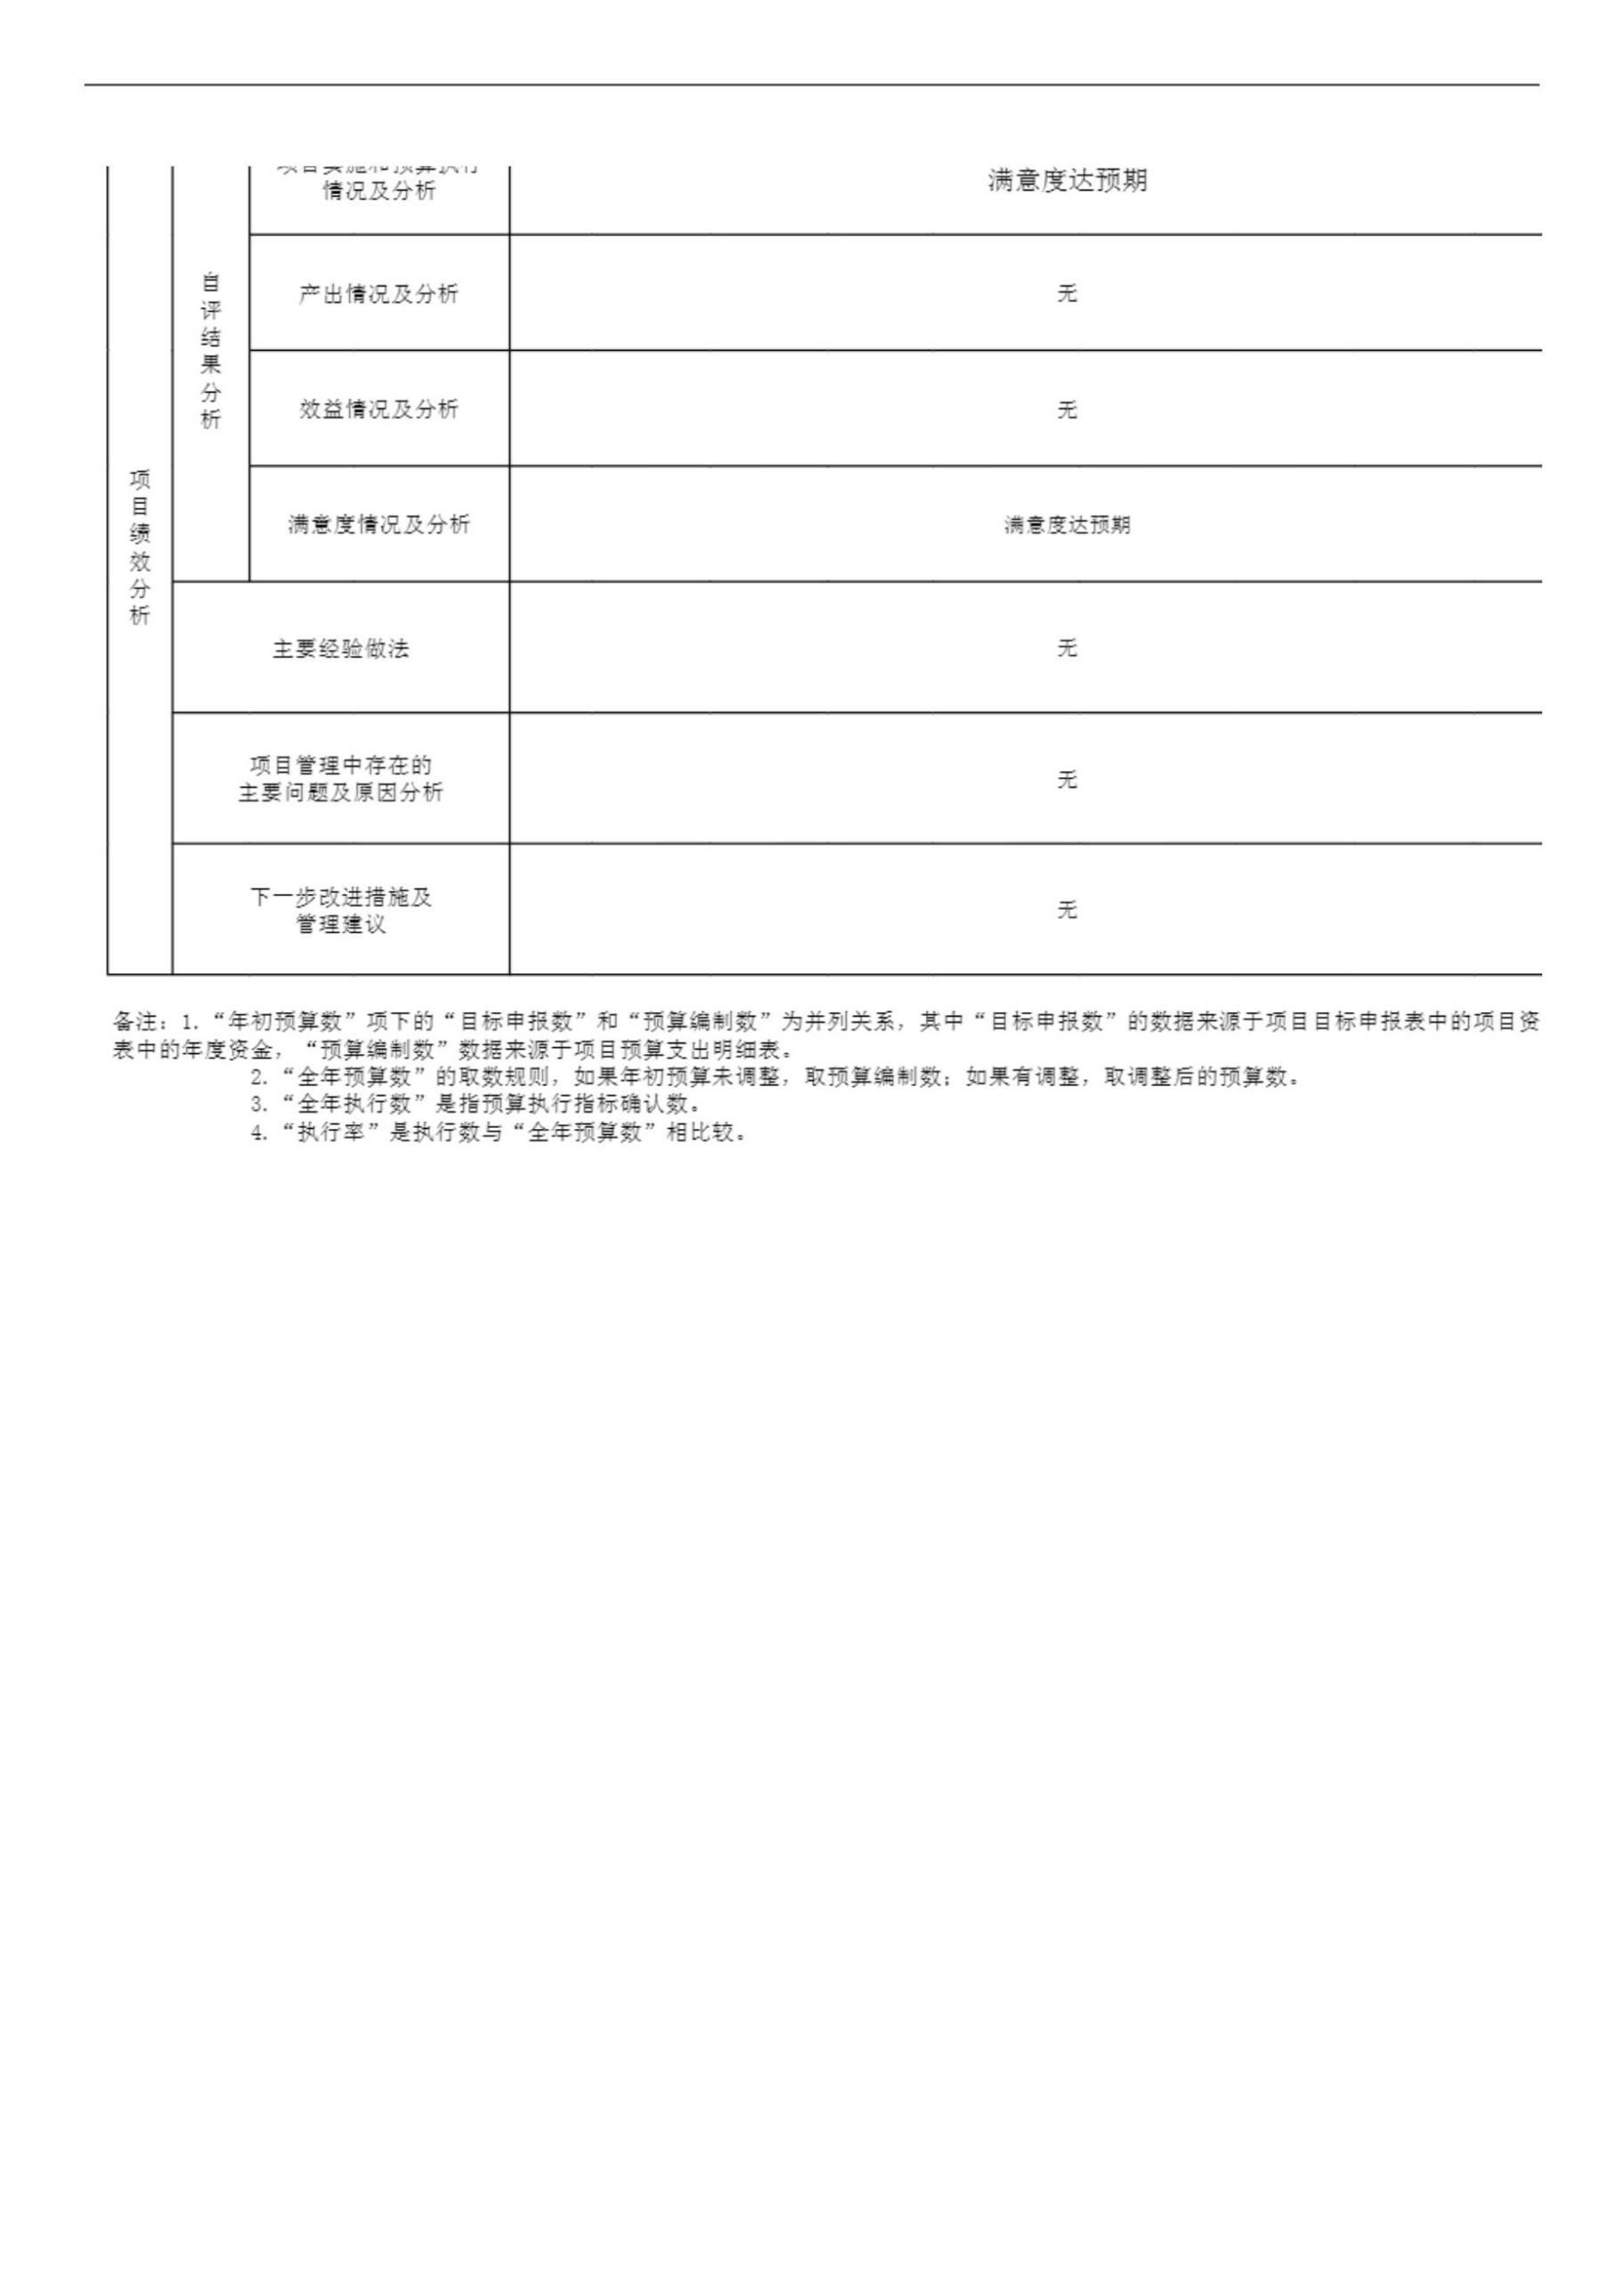 情况及分析
满意度达预期
自评结果分析
产出情况及分析
无
效益情况及分析
无
满意度情况及分析
满意度达预期
项目绩效分析
主要经验做法
无
项目管理中存在的
主要问题及原因分析
无
下一步改进措施及
管理建议
无
备注：1.“年初预算数”项下的“目标申报数”和“预算编制数”为并列关系，其中“目标申报数”的数据来源于项目目标申报表中的项目资
表中的年度资金，“预算编制数”数据来源于项目预算支出明细表。
2.“全年预算数”的取数规则，如果年初预算未调整，取预算编制数；如果有调整，取调整后的预算数。
3.“全年执行数”是指预算执行指标确认数。
4.“执行率”是执行数与“全年预算数”相比较。